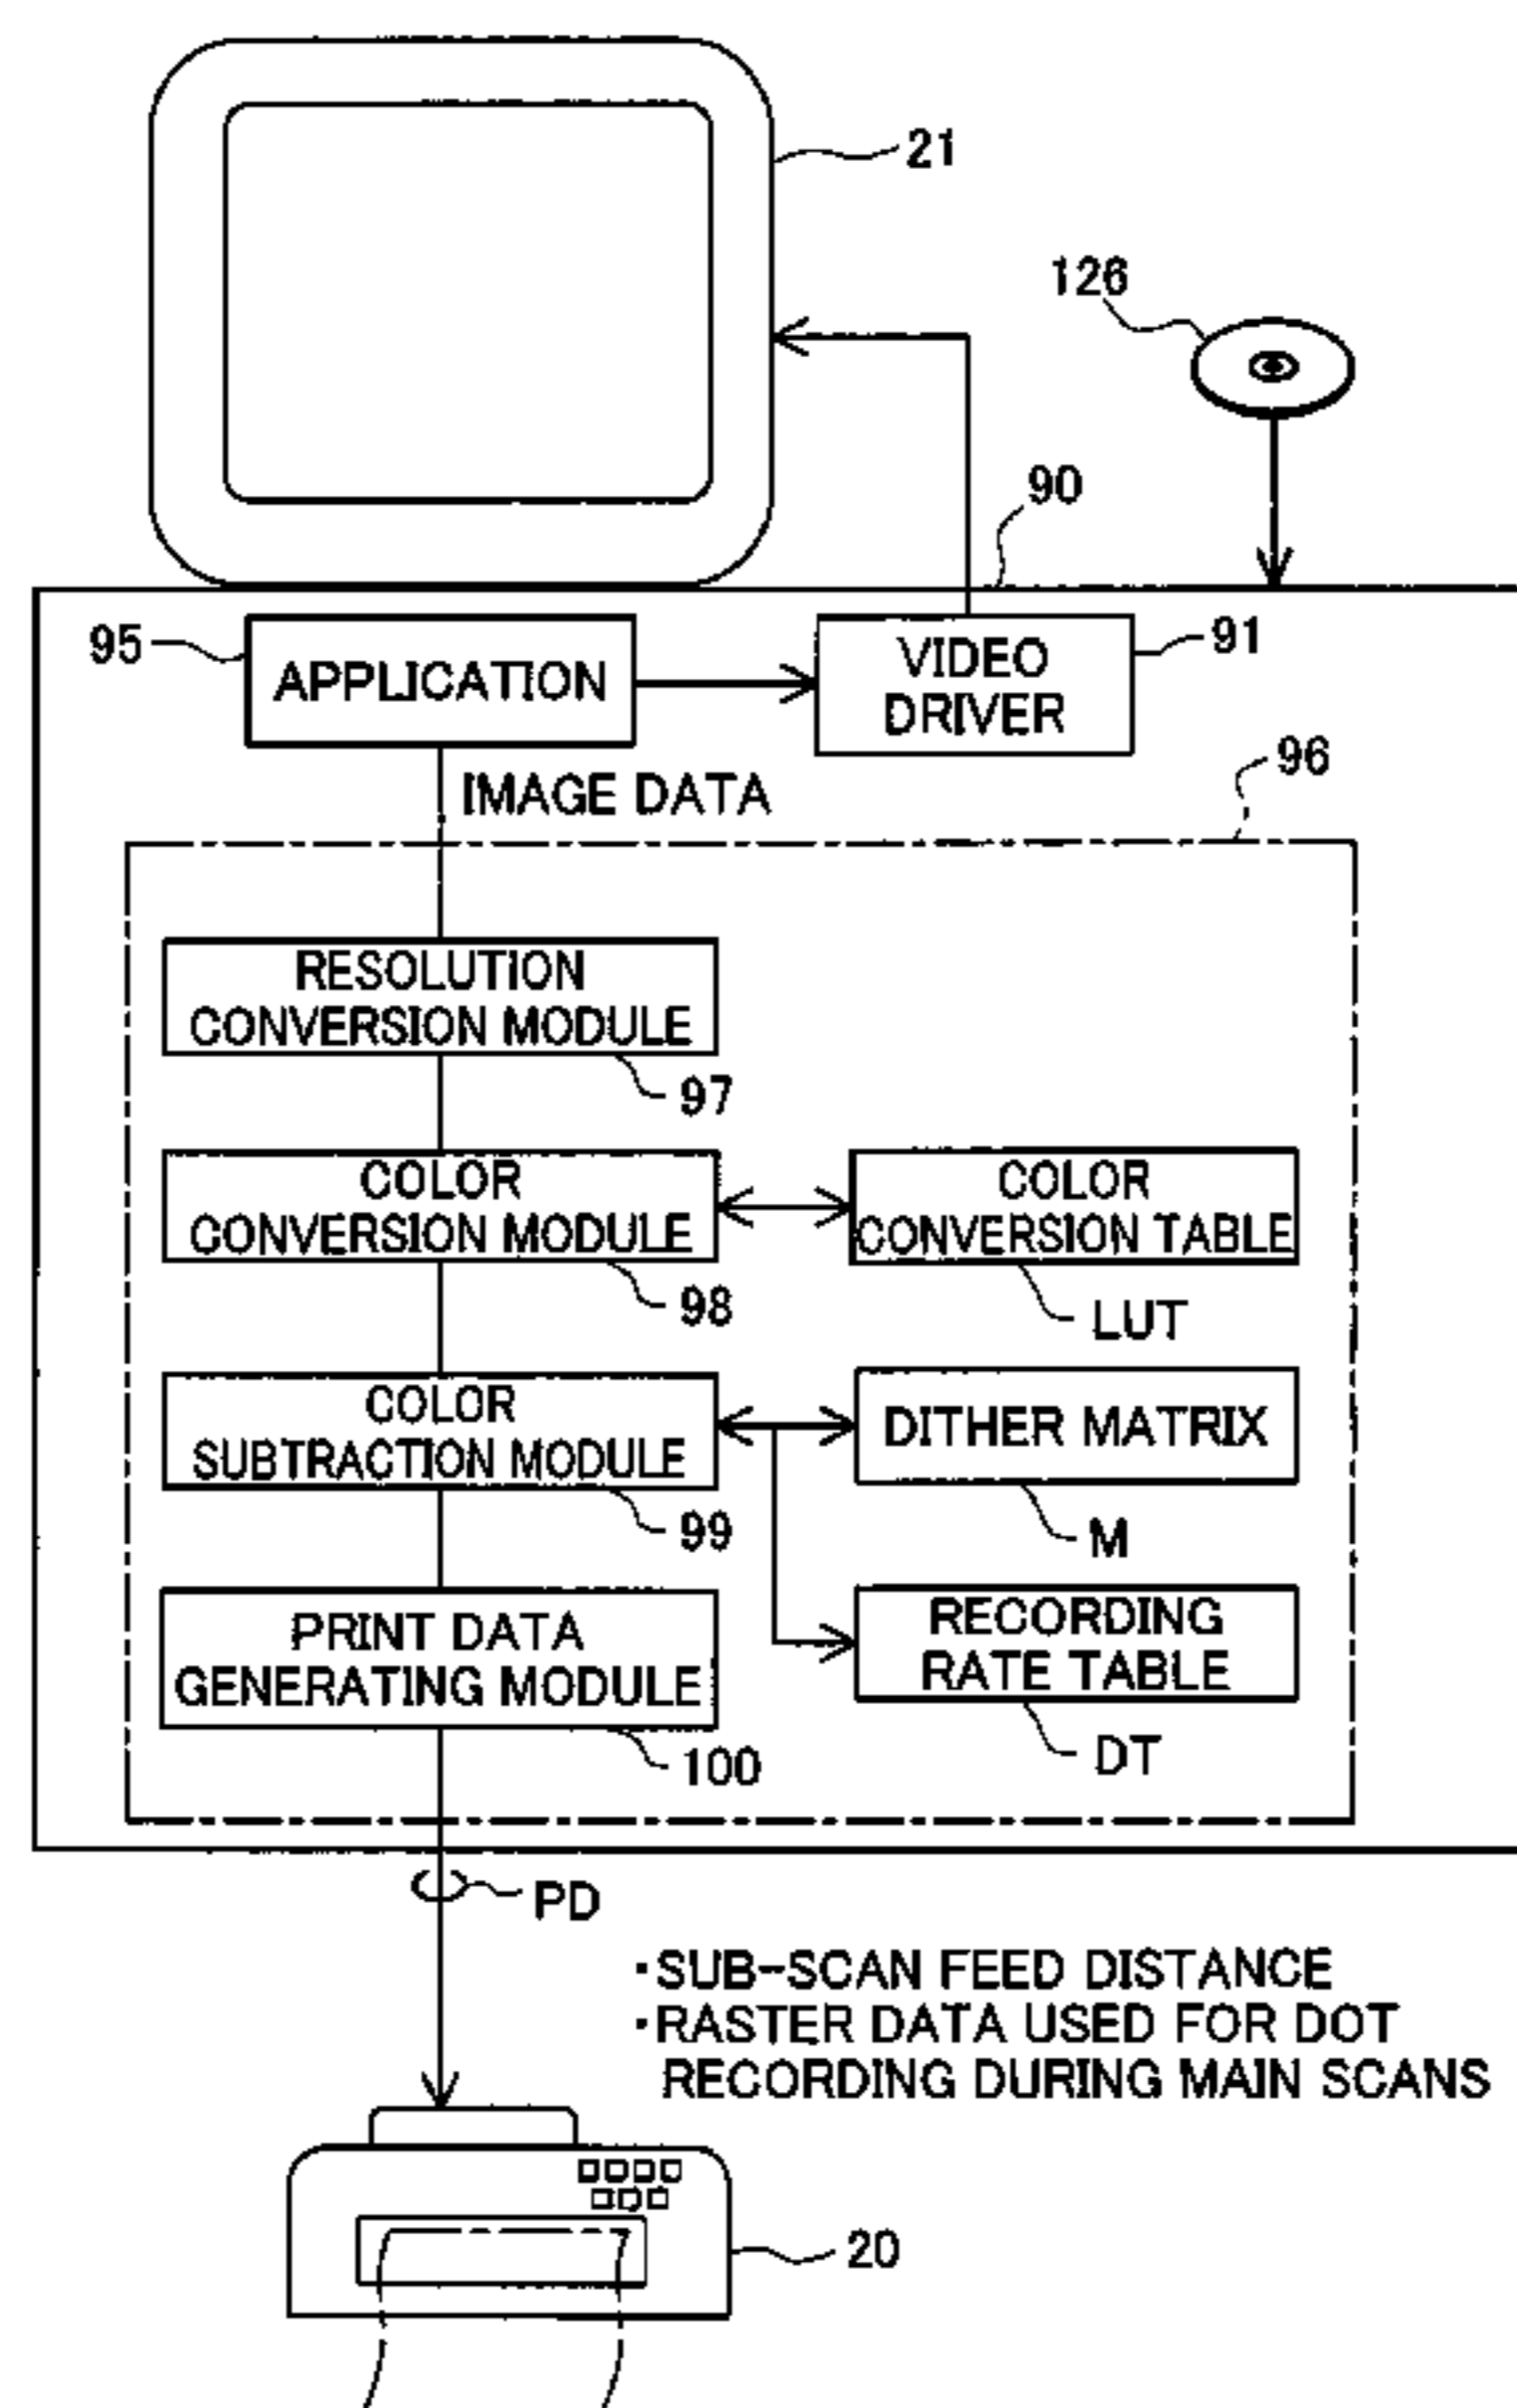 21
126
90
95
APPLICATION
VIDEO
DRIVER
91
IMAGE DATA
96
RESOLUTION
CONVERSION MODULE
97
COLOR
CONVERSION MODULE
98
COLOR
CONVERSION TABLE
LUT
COLOR
SUBTRACTION MODULE
99
DITHER MATRIX
M
PRINT DATA
GENERATING MODULE
100
RECORDING
RATE TABLE
DT
PD
・SUB-SCAN FEED DISTANCE
・RASTER DATA USED FOR DOT
RECORDING DURING MAIN SCANS
20